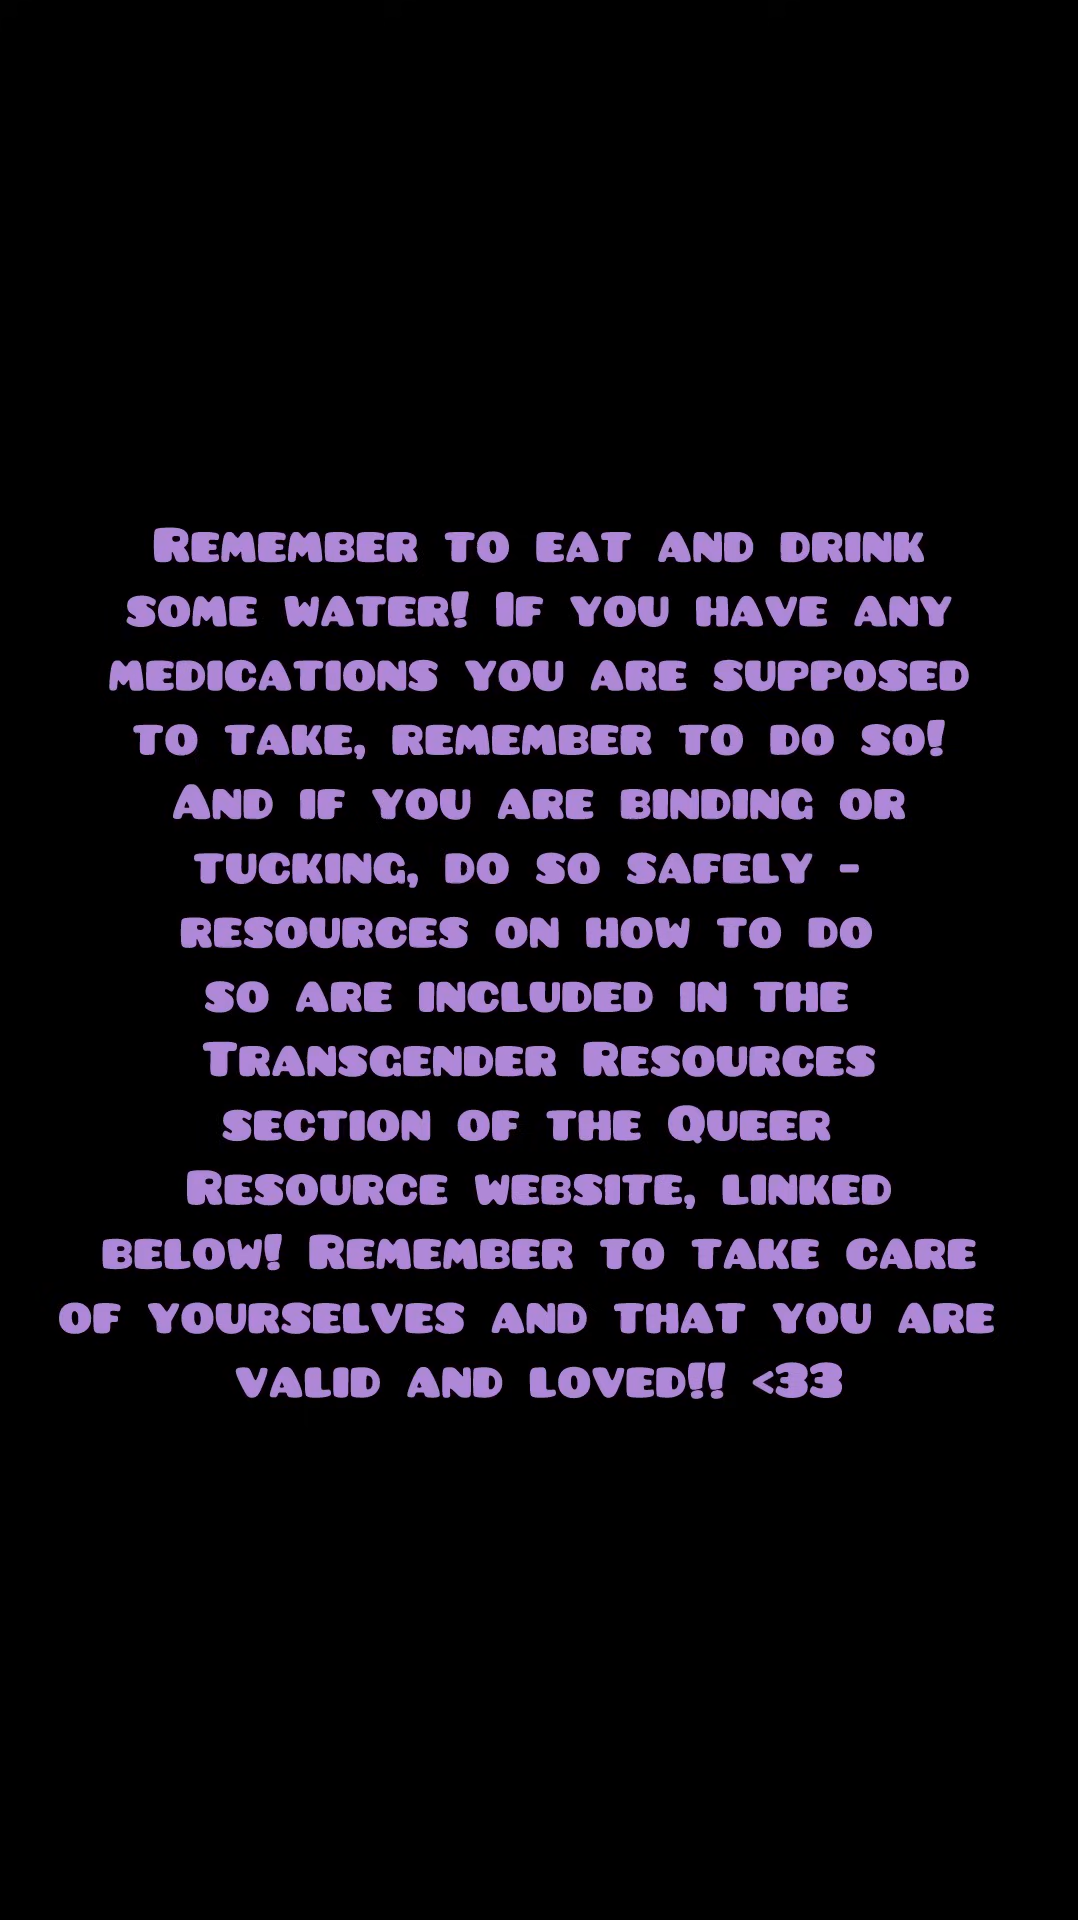 Remember to eat and drink
some water! If you have any
medications you are supposed
to take, remember to do so!
And if you are binding or
tucking, do so safely -
resources on how to do
so are included in the
Transgender Resources
section of the Queer
Resource website, linked
below! Remember to take care
of yourselves and that you are
valid and loved!! <33